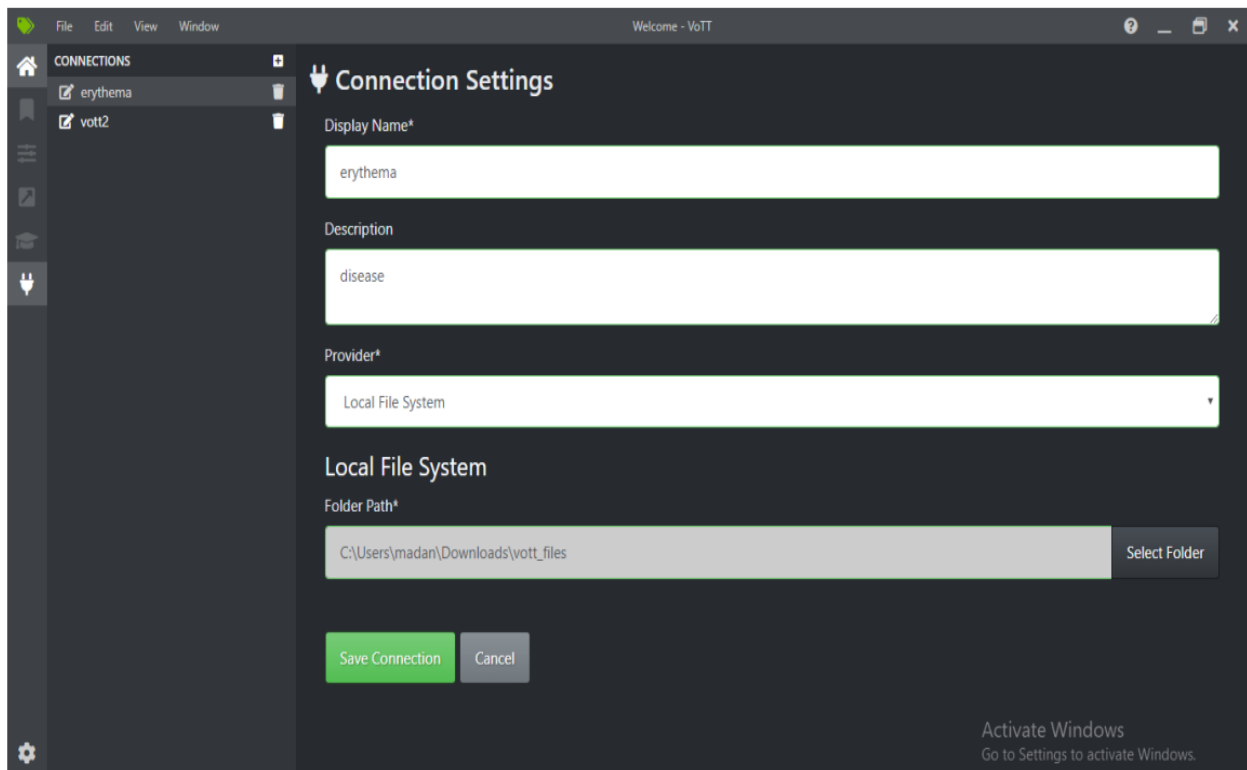 File Edit View Window Welcome - VoTT
CONNECTIONS
erythema
vott2
Connection Settings
Display Name*
erythema
Description
disease
Provider*
Local File System
Local File System
Folder Path*
C:\Users\madan\Downloads\vott_files Select Folder
Save Connection Cancel
Activate Windows
Go to Settings to activate Windows.